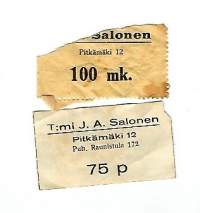 Salonen
Pitkämäki 12
100 mk.
T:mi J. A. Salonen
Pitkämäki 12
Puh. Raunistula 172
75 p